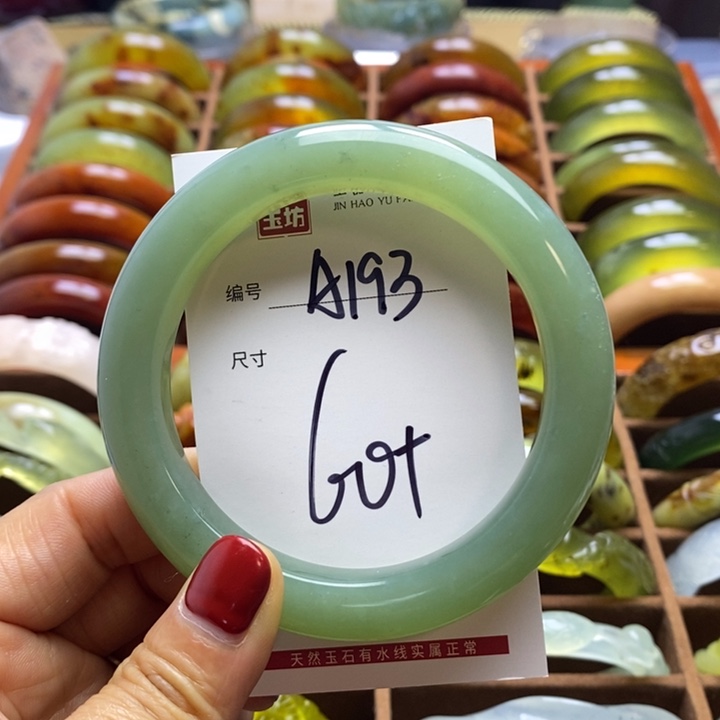 玉坊
JIN HAO YU
编号 A193
尺寸
60+
天然玉石有水线实属正常